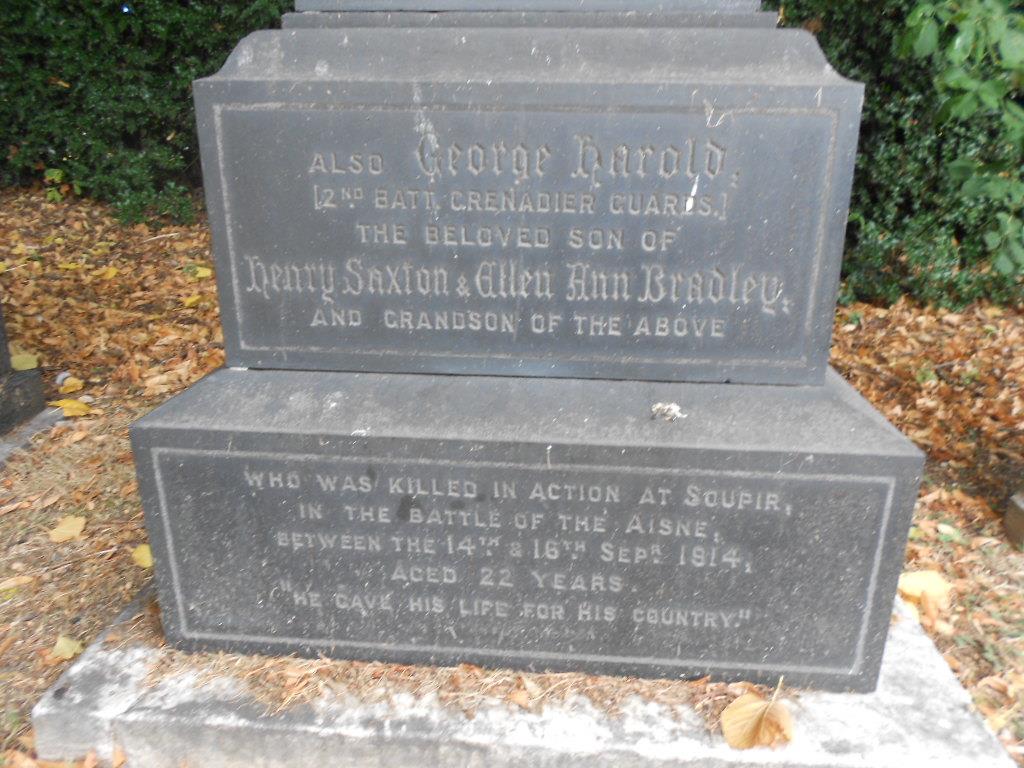 ALSO George Harold,
[2ND BATT. GRENADIER GUARDS.]
THE BELOVED SON OF
Henry Saxton & Ellen Ann Bradley,
AND GRANDSON OF THE ABOVE
WHO WAS KILLED IN ACTION AT SOUPIR,
IN THE BATTLE OF THE AISNE,
BETWEEN THE 14TH & 16TH SEPR. 1914,
AGED 22 YEARS.
"HE GAVE HIS LIFE FOR HIS COUNTRY."